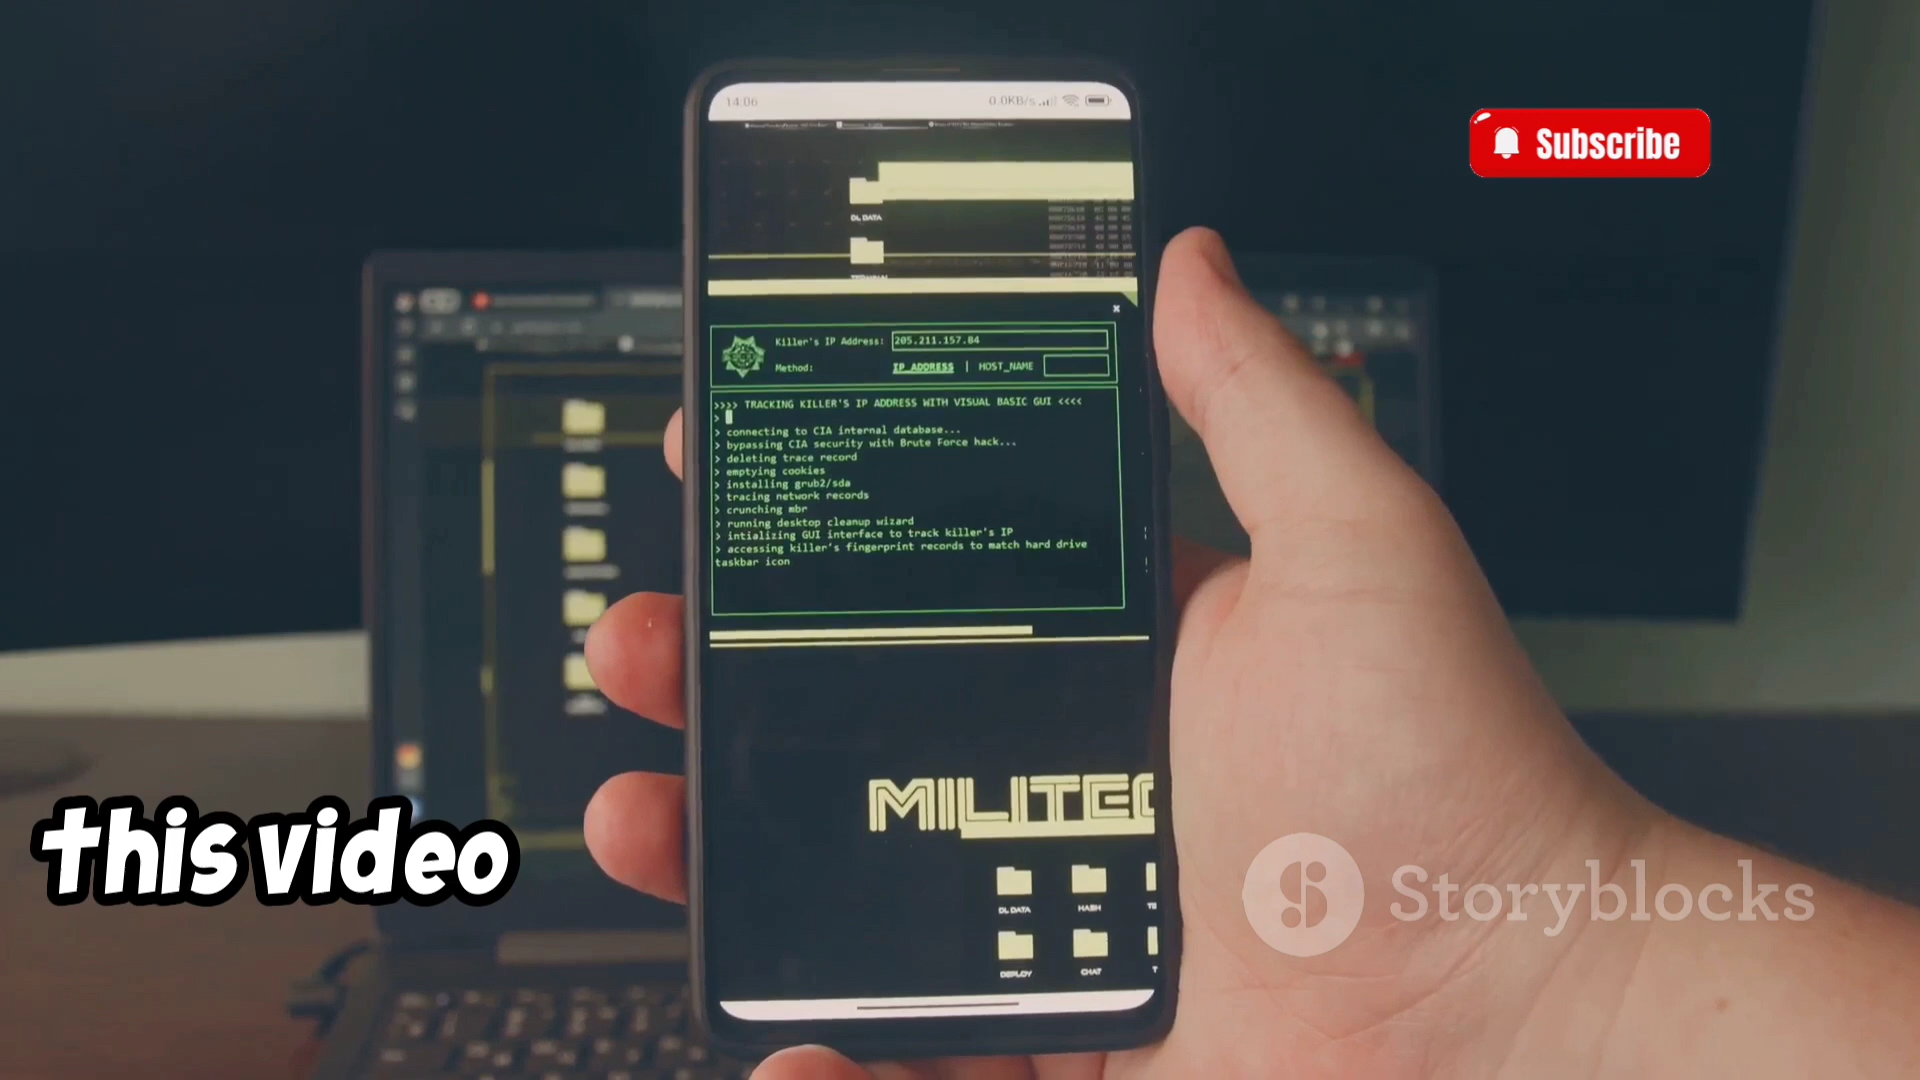 14:06
0.0KB/s
Subscribe
DL DATA
Killer's IP Address: 205.211.157.84
Method: IP_ADDRESS | HOST_NAME
>>>> TRACKING KILLER'S IP ADDRESS WITH VISUAL BASIC GUI <<<<
>
> connecting to CIA internal database...
> bypassing CIA security with Brute Force hack...
> deleting trace record
> emptying cookies
> installing grub2/sda
> tracing network records
> crunching mbr
> running desktop cleanup wizard
> intializing GUI interface to track killer's IP
> accessing killer's fingerprint records to match hard drive
taskbar icon
MILITEC
this video
Storyblocks
DL DATA HASH
DEPLOY CHAT